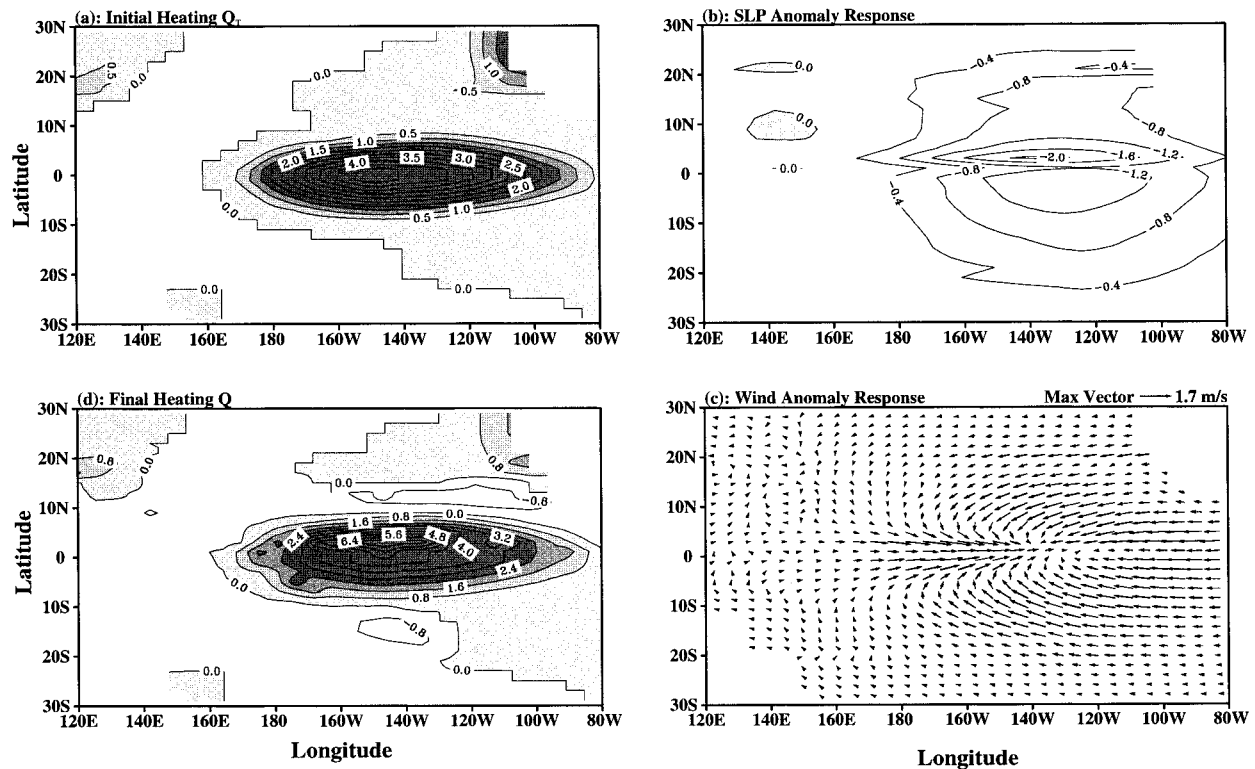 (a): Initial Heating Q_T
(b): SLP Anomaly Response
30N
20N
10N
0
10S
20S
30S
Latitude
120E 140E 160E 180 160W 140W 120W 100W 80W
0.5
0.0
0.0
1.0
0.5
0.5
1.0
1.5
2.0
4.0
3.5
3.0
2.5
2.0
0.0
0.5
1.0
0.0
0.0
30N
20N
10N
0
10S
20S
30S
120E 140E 160E 180 160W 140W 120W 100W 80W
0.0
-0.4
-0.4
-0.8
0.0
-0.8
-0.0
-2.0
1.6
-1.2
-0.8
-1.2
-0.4
-0.8
-0.4
(d): Final Heating Q
(c): Wind Anomaly Response Max Vector 1.7 m/s
30N
20N
10N
0
10S
20S
30S
Latitude
120E 140E 160E 180 160W 140W 120W 100W 80W
Longitude
0.8
0.0
0.8
0.0
-0.8
1.6
0.8
0.0
2.4
6.4
5.6
4.8
4.0
3.2
2.4
0.0
0.8
1.6
-0.8
0.0
0.0
30N
20N
10N
0
10S
20S
30S
120E 140E 160E 180 160W 140W 120W 100W 80W
Longitude